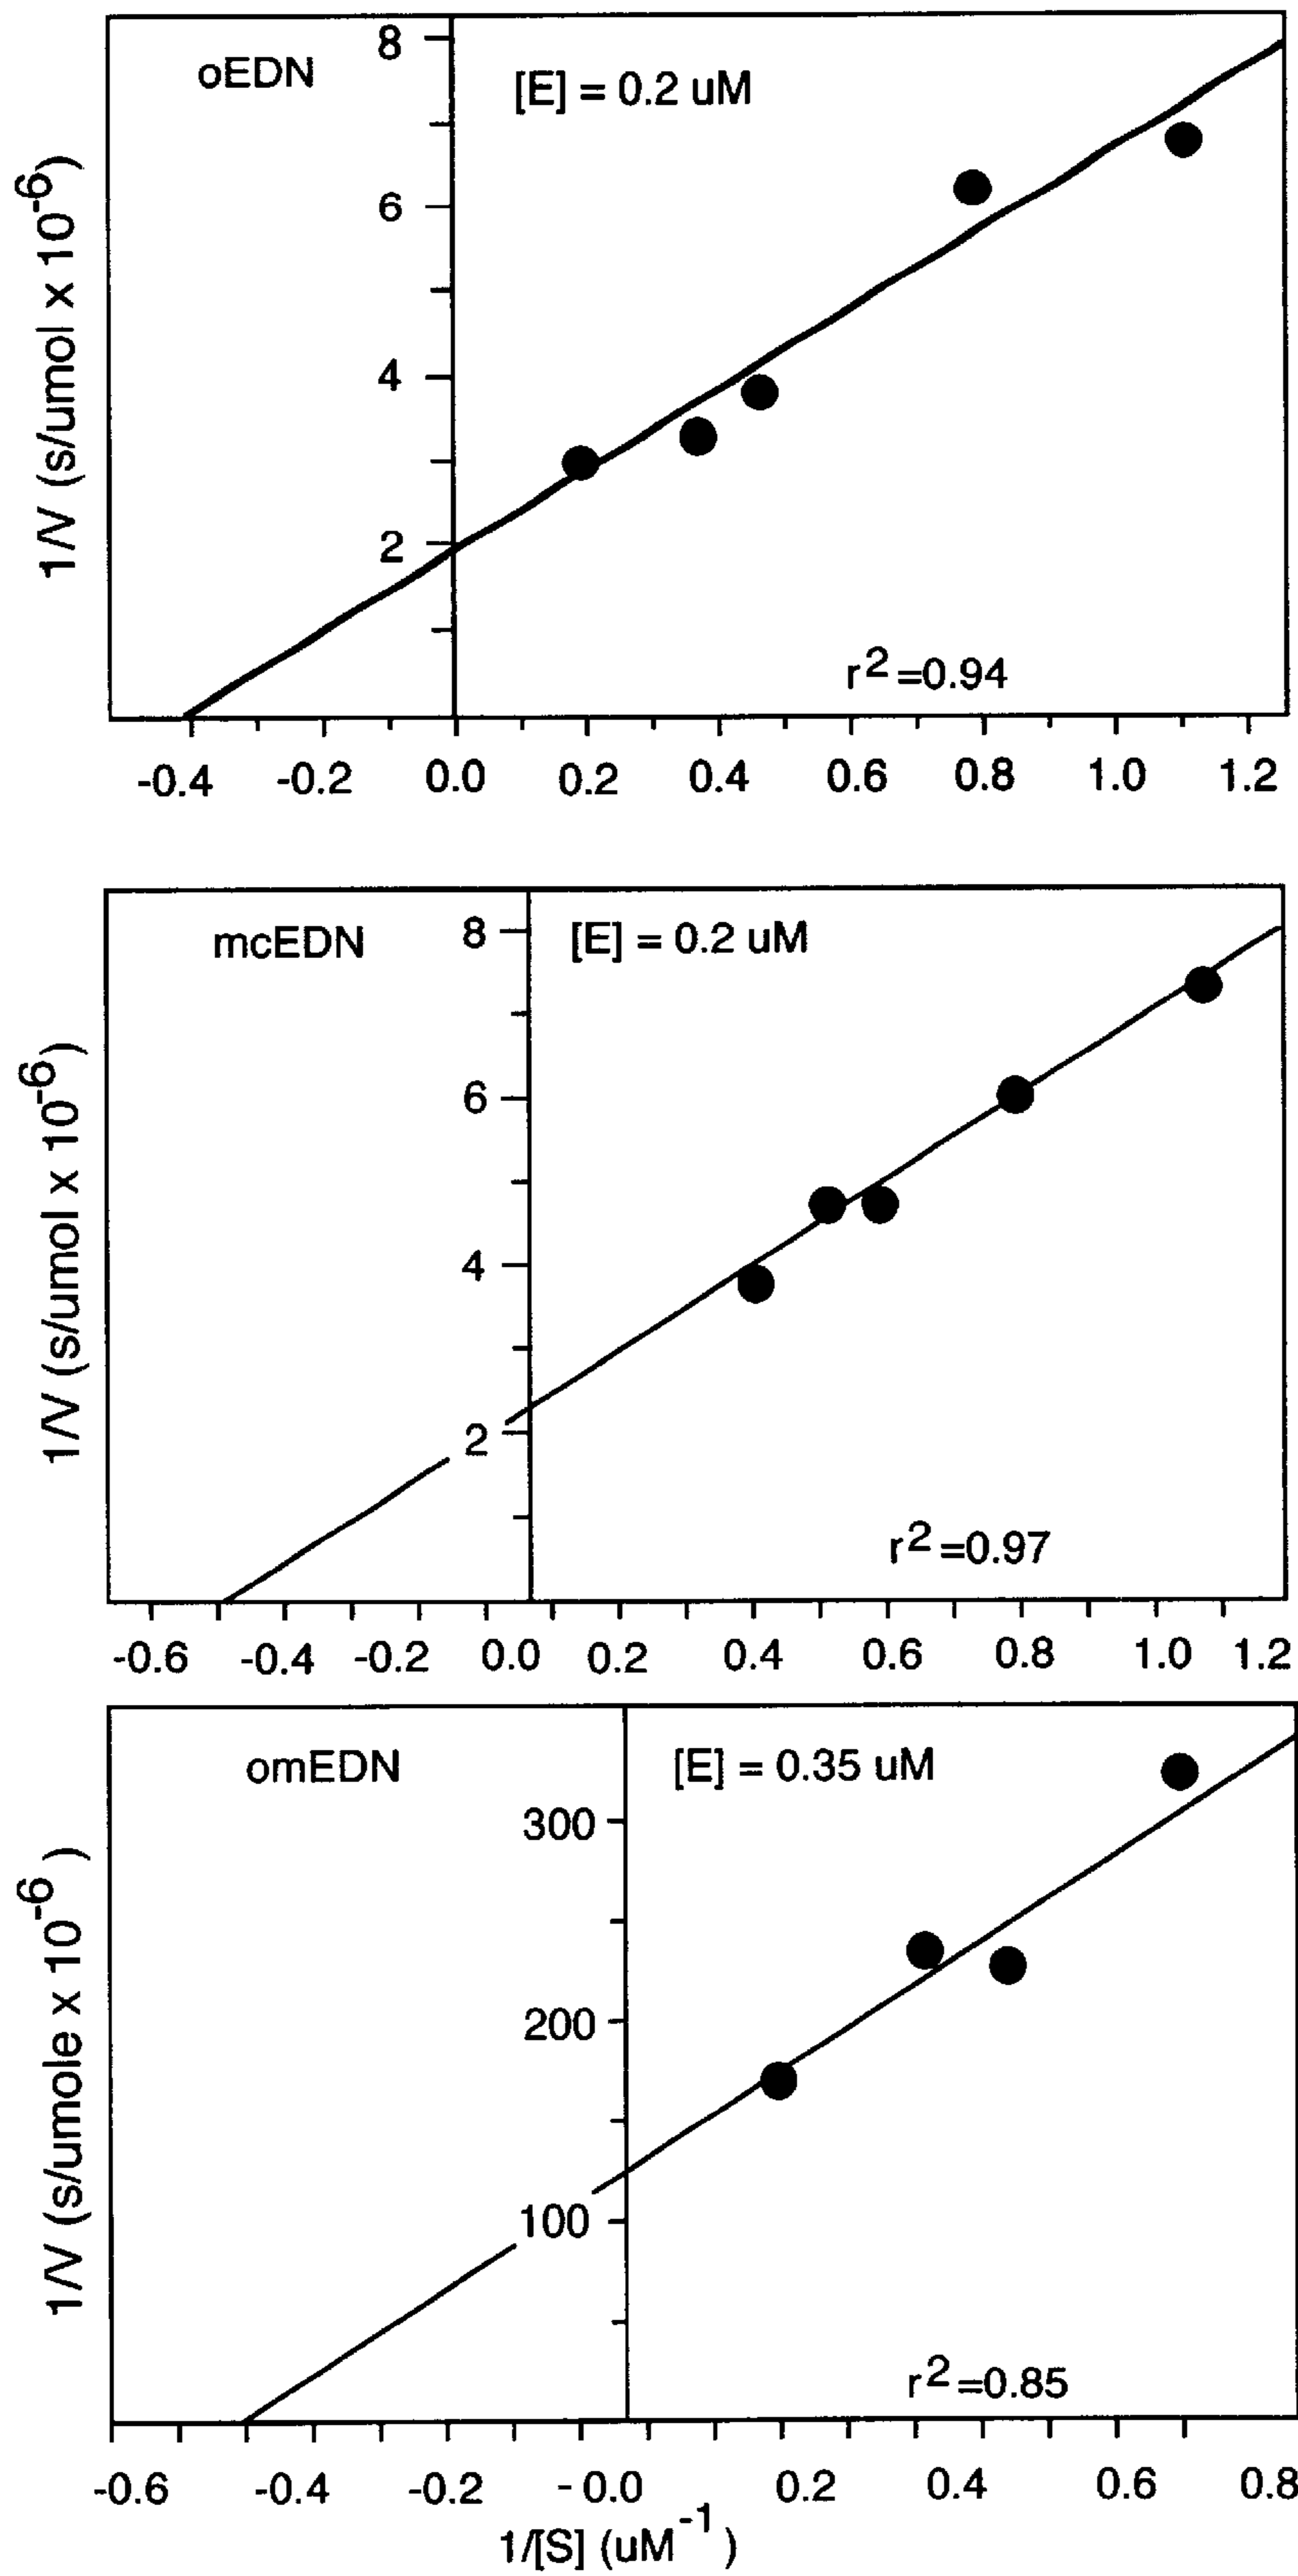 oEDN
[E] = 0.2 uM
8
6
4
2
1/V (s/umol x 10-6)
r2=0.94
-0.4 -0.2 0.0 0.2 0.4 0.6 0.8 1.0 1.2
mcEDN
[E] = 0.2 uM
8
6
4
2
1/V (s/umol x 10-6)
r2=0.97
-0.6 -0.4 -0.2 0.0 0.2 0.4 0.6 0.8 1.0 1.2
omEDN
[E] = 0.35 uM
300
200
100
1/V (s/umole x 10-6)
r2=0.85
-0.6 -0.4 -0.2 -0.0 0.2 0.4 0.6 0.8
1/[S] (uM-1)